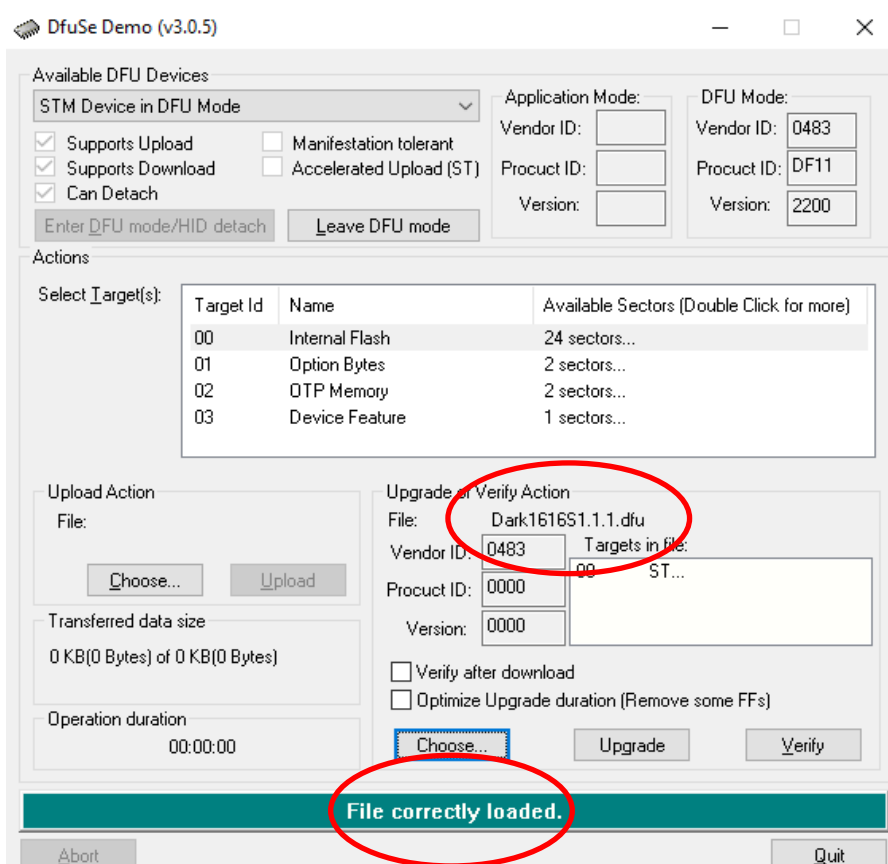 DfuSe Demo (v3.0.5)
Available DFU Devices
STM Device in DFU Mode
Supports Upload
Manifestation tolerant
Supports Download
Accelerated Upload (ST)
Can Detach
Enter DFU mode/HID detach
Leave DFU mode
Application Mode:
Vendor ID:
Procuct ID:
Version:
DFU Mode:
Vendor ID: 0483
Procuct ID: DF11
Version: 2200
Actions
Select Target(s):
Target Id Name Available Sectors (Double Click for more)
00 Internal Flash 24 sectors...
01 Option Bytes 2 sectors...
02 OTP Memory 2 sectors...
03 Device Feature 1 sectors...
Upload Action
File:
Choose... Upload
Transferred data size
0 KB(0 Bytes) of 0 KB(0 Bytes)
Operation duration
00:00:00
Upgrade or Verify Action
File: Dark1616S1.1.1.dfu
Vendor ID: 0483
Procuct ID: 0000
Version: 0000
Targets in file:
00 ST...
Verify after download
Optimize Upgrade duration (Remove some FFs)
Choose... Upgrade Verify
File correctly loaded.
Abort Quit